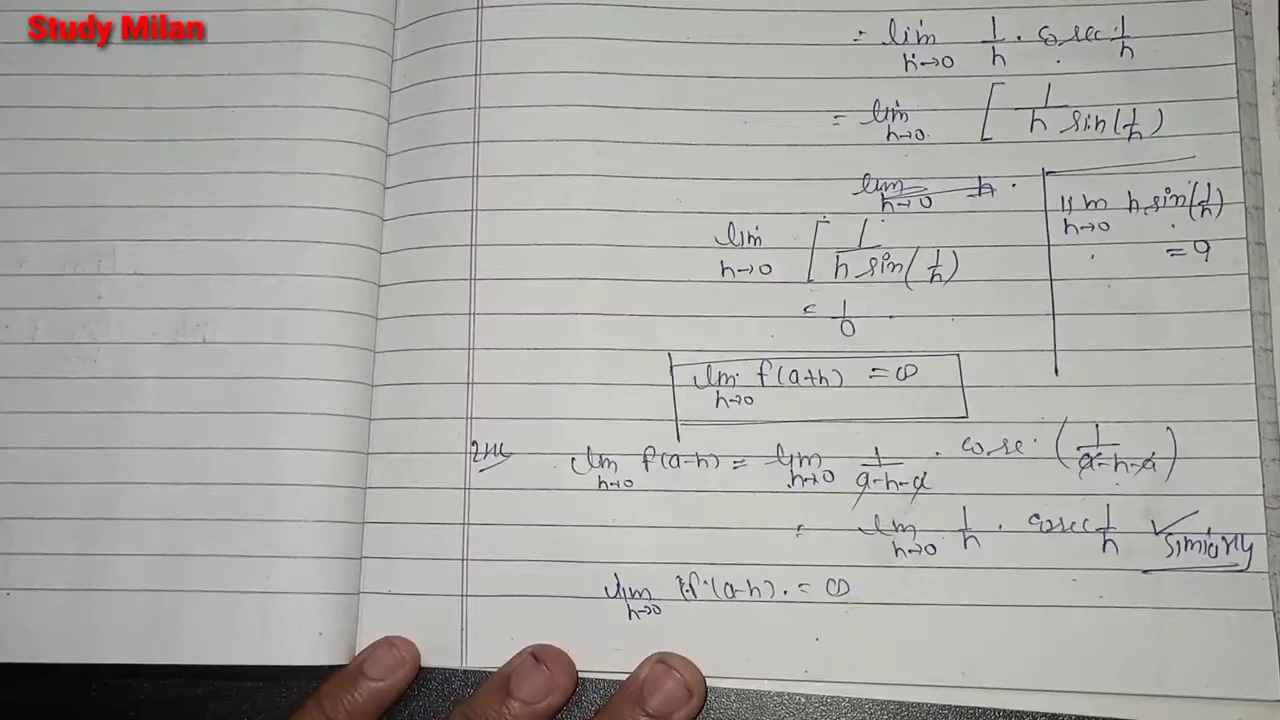 Study Milan
= lim h→0 1/h . cosec 1/h
= lim h→0 [ 1/(h sin(1/h))
lim h→0 h.
lim h→0 h sin(1/h)
= 0
lim h→0 [ 1/(h sin(1/h))
= 1/0
lim h→0 f(a+h) = ∞
lim h→0 f(a-h) = lim h→0 1/(a-h-a) . cosec (1/(a-h-a))
= lim h→0 1/h . cosec 1/h ✓ Similarly
lim h→0 f(a-h) . = ∞